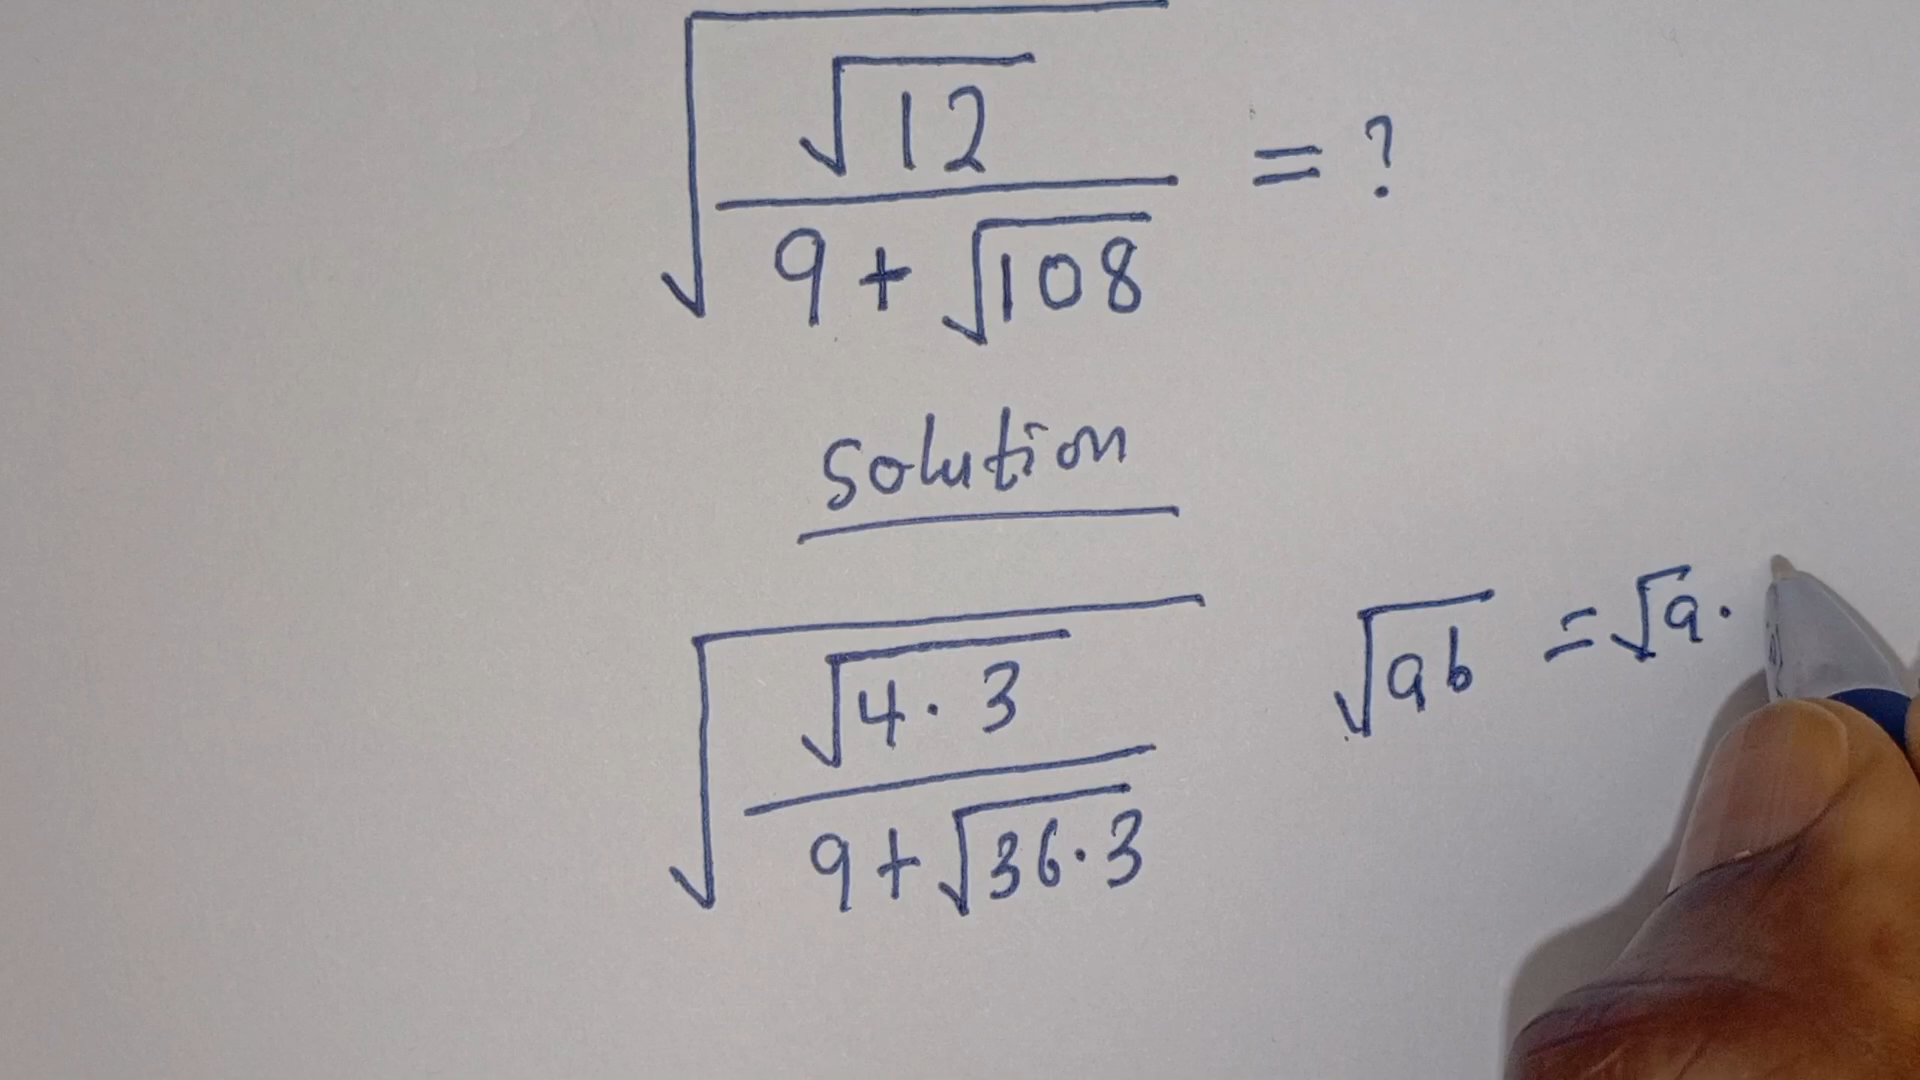 √(√12 / (9 + √108)) = ?
Solution
√(√(4 · 3) / (9 + √(36 · 3)))
√(ab) = √a ·